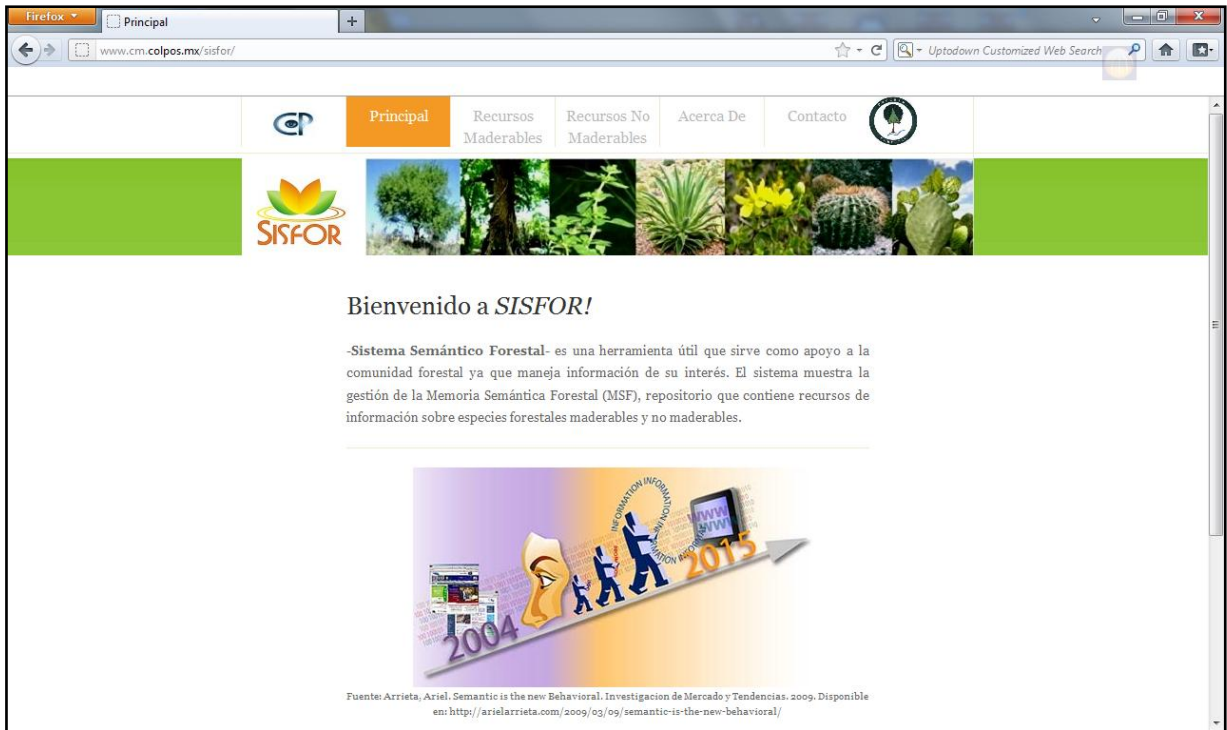 Firefox
Principal
www.cm.colpos.mx/sisfor/
Uptodown Customized Web Search
CP
Principal
Recursos
Maderables
Recursos No
Maderables
Acerca De
Contacto
SISFOR
Bienvenido a SISFOR!
-Sistema Semántico Forestal- es una herramienta útil que sirve como apoyo a la
comunidad forestal ya que maneja información de su interés. El sistema muestra la
gestión de la Memoria Semántica Forestal (MSF), repositorio que contiene recursos de
información sobre especies forestales maderables y no maderables.
INFORMATION INFORMATION
WWW
WWW
2015
2004
Fuente: Arrieta, Ariel. Semantic is the new Behavioral. Investigacion de Mercado y Tendencias. 2009. Disponible
en: http://arielarrieta.com/2009/03/09/semantic-is-the-new-behavioral/